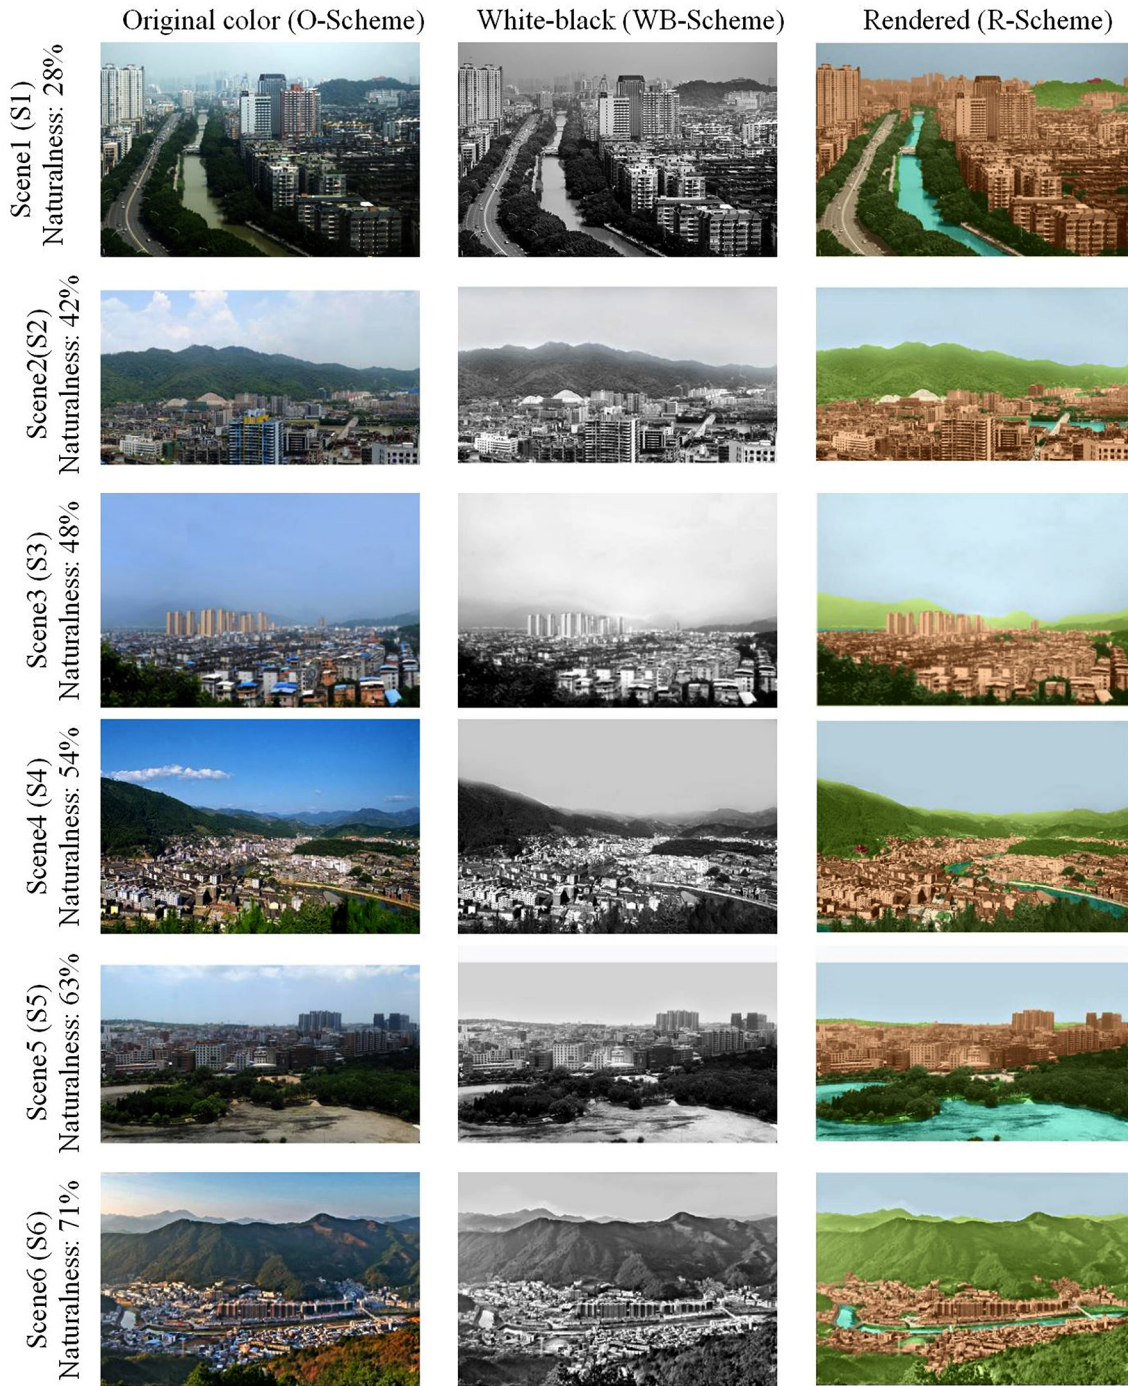 Original color (O-Scheme)
White-black (WB-Scheme)
Rendered (R-Scheme)
Scene1 (S1)
Naturalness: 28%
Scene2(S2)
Naturalness: 42%
Scene3 (S3)
Naturalness: 48%
Scene4 (S4)
Naturalness: 54%
Scene5 (S5)
Naturalness: 63%
Scene6 (S6)
Naturalness: 71%